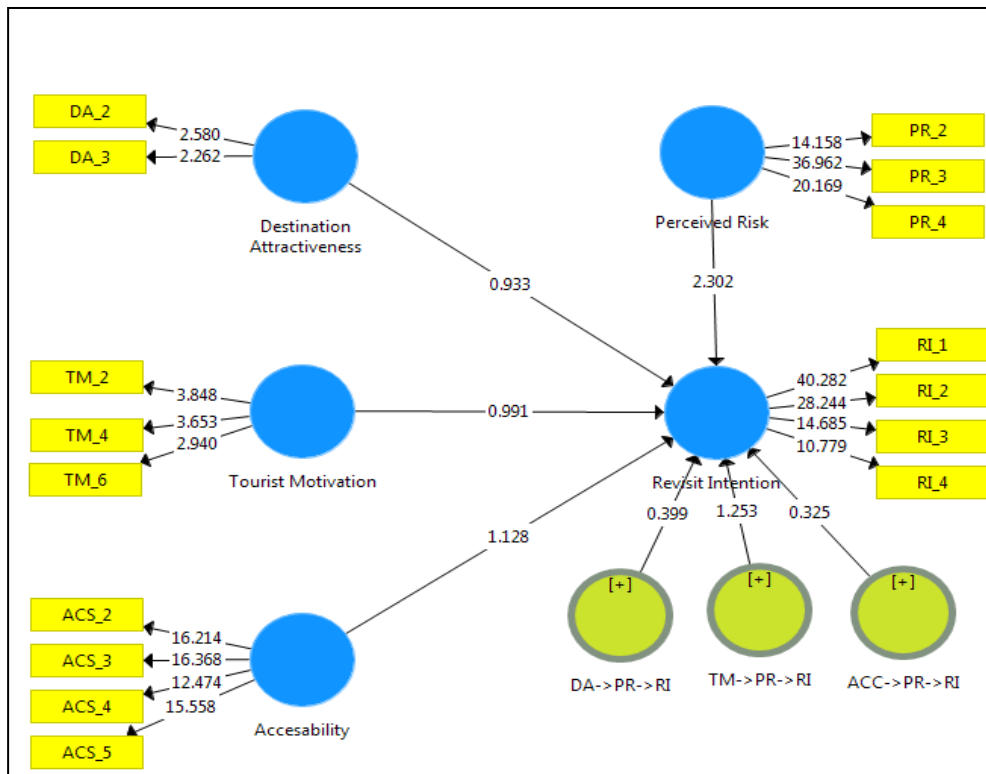 DA_2
2.580
DA_3
2.262
Destination
Attractiveness
PR_2
14.158
PR_3
36.962
PR_4
20.169
Perceived Risk
0.933
2.302
TM_2
3.848
TM_4
3.653
TM_6
2.940
Tourist Motivation
0.991
RI_1
40.282
RI_2
28.244
RI_3
14.685
RI_4
10.779
Revisit Intention
0.399
1.253
0.325
1.128
ACS_2
16.214
ACS_3
16.368
ACS_4
12.474
ACS_5
15.558
Accesability
[+]
[+]
[+]
DA->PR->RI
TM->PR->RI
ACC->PR->RI